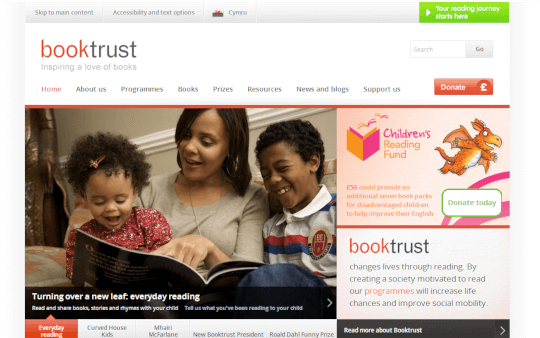 Skip to main content
Accessibility and text options
Cymru
Your reading journey
starts here
booktrust
Inspiring a love of books
Search
Go
Home
About us
Programmes
Books
Prizes
Resources
News and blogs
Support us
Donate £
Children's
Reading
Fund
£50 could provide an
additional seven book packs
for disadvantaged children
to help improve their English
Donate today
booktrust
changes lives through reading. By
creating a society motivated to read
our programmes will increase life
chances and improve social mobility.
Read more about Booktrust
Turning over a new leaf: everyday reading
Read and share books, stories and rhymes with your child
Tell us what you've been reading to your child
Everyday
reading
Curved House
Kids
Mhairi
McFarlane
New Booktrust President
Roald Dahl Funny Prize